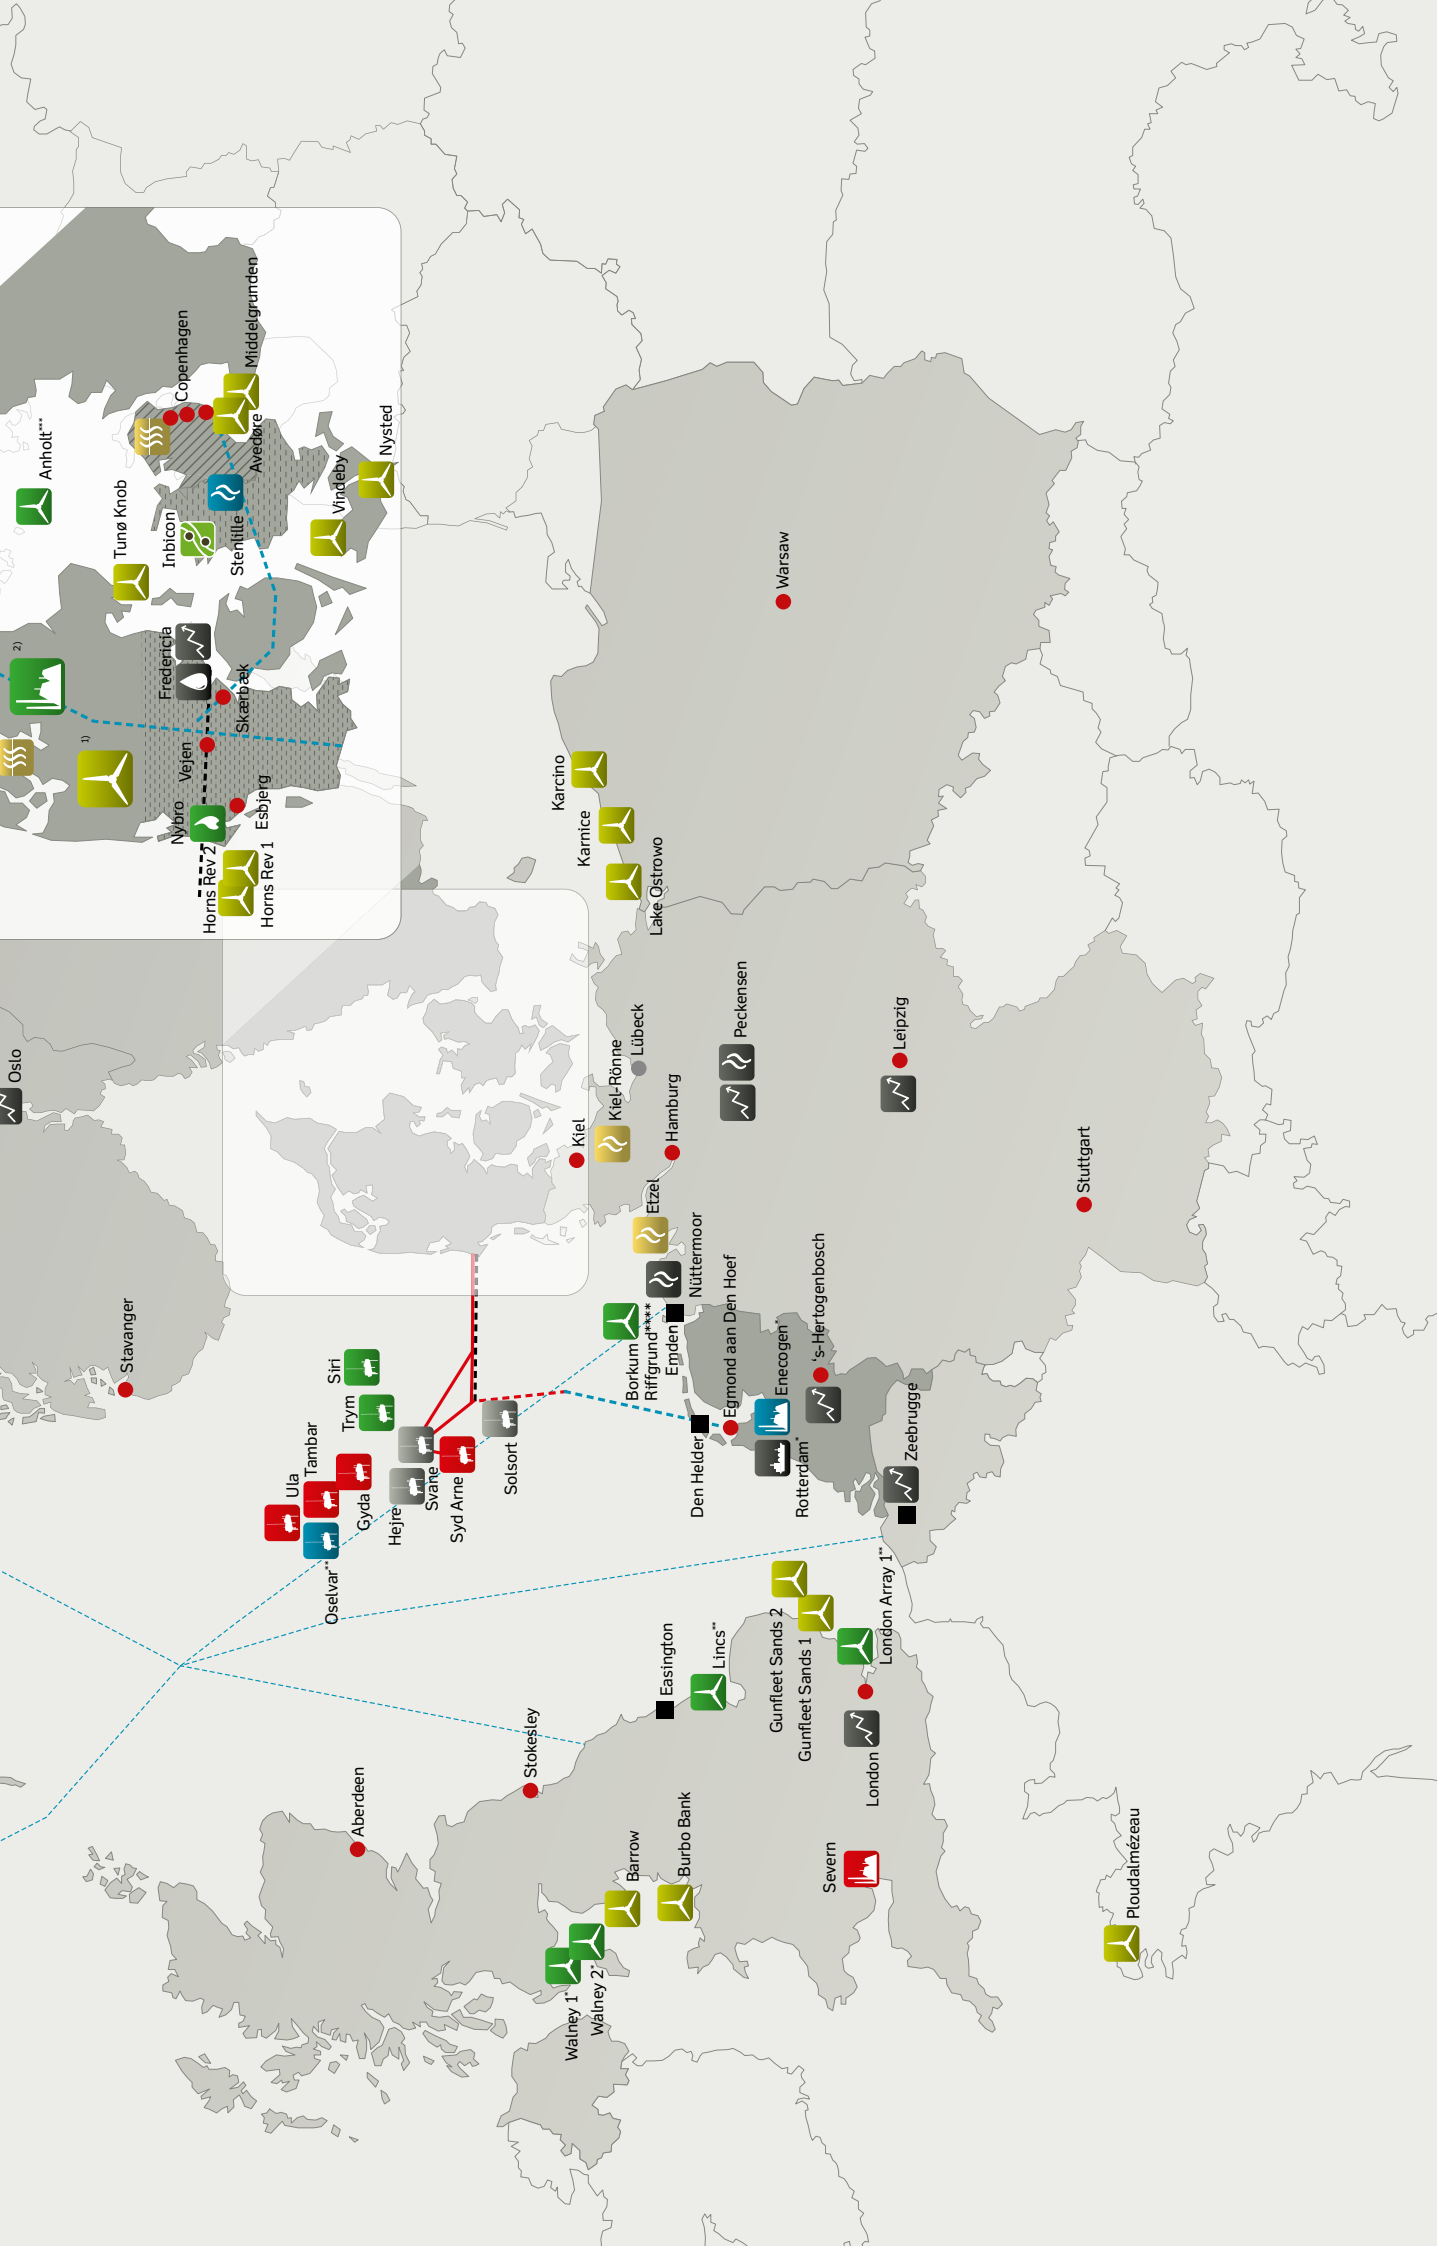 Oslo
Stavanger
Aberdeen
Stokesley
Easington
Lincs**
Walney 1*
Walney 2*
Barrow
Burbo Bank
Severn
London
Gunfleet Sands 2
Gunfleet Sands 1
London Array 1**
Ploudalmézeau
Siri
Trym
Tambar
Ula
Gyda
Oselvar**
Hejre
Svane
Syd Arne
Solsort
Den Helder
Egmond aan Den Hoef
Enecogen*
Rotterdam*
's-Hertogenbosch
Zeebrugge
Borkum
Riffgrund****
Emden
Nüttermoor
Etzel
Kiel
Kiel-Rönne
Lübeck
Hamburg
Peckensen
Leipzig
Stuttgart
Karcino
Karnice
Lake Ostrowo
Warsaw
Anholt***
Tunø Knob
Inbicon
Stenlille
Copenhagen
Middelgrunden
Avedøre
Vindeby
Nysted
Fredericia
Skærbæk
Vejen
Nybro
Esbjerg
Horns Rev 2
Horns Rev 1
1)
2)